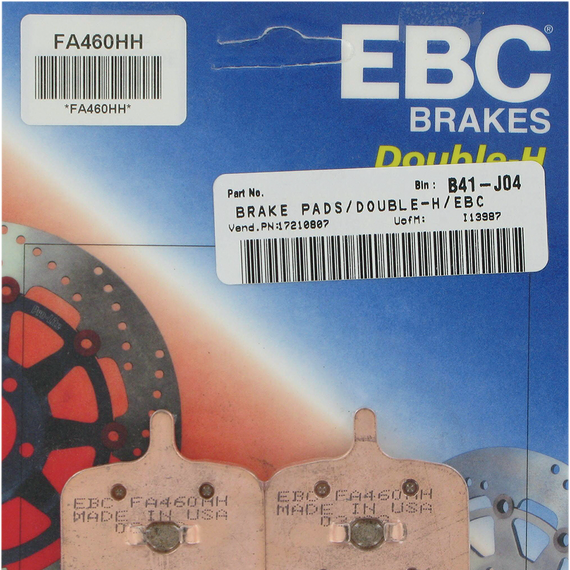 FA460HH
*FA460HH*
EBC®
BRAKES
Double-H
Part No.
Bin: B41-J04
BRAKE PADS/DOUBLE-H/EBC
Vend.PN:17210807
UofM:
I13987
EBC FA460HH
MADE IN USA
EBC FA460HH
MADE IN USA